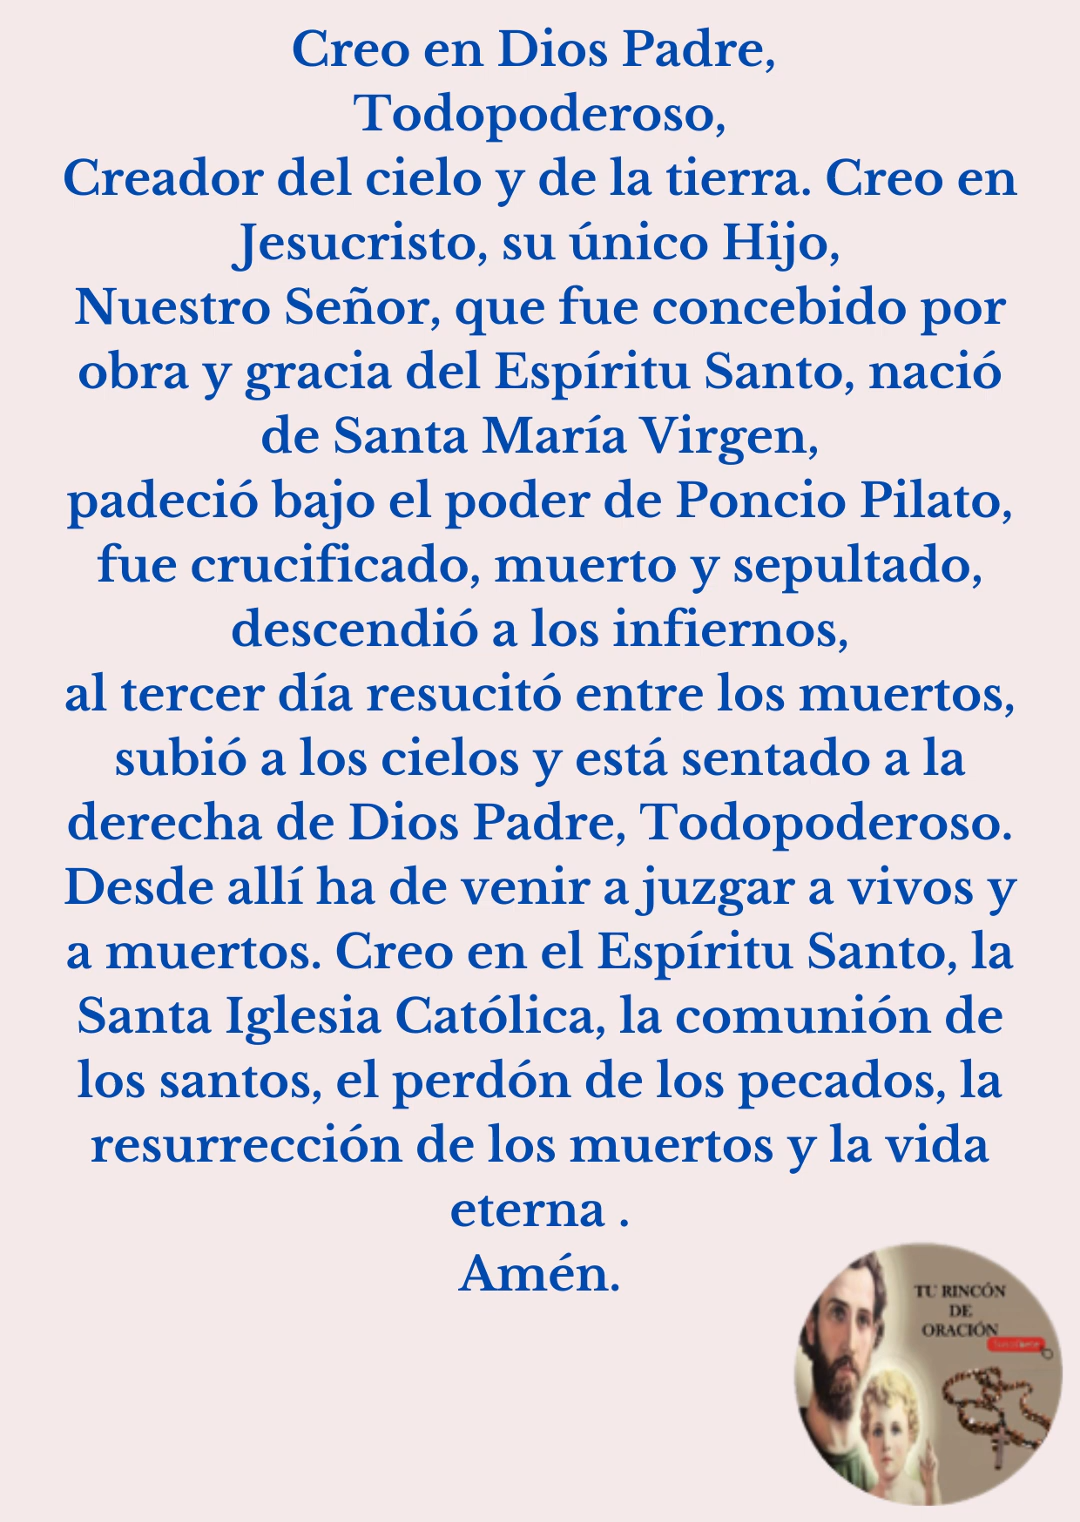 Creo en Dios Padre,
Todopoderoso,
Creador del cielo y de la tierra. Creo en
Jesucristo, su único Hijo,
Nuestro Señor, que fue concebido por
obra y gracia del Espíritu Santo, nació
de Santa María Virgen,
padeció bajo el poder de Poncio Pilato,
fue crucificado, muerto y sepultado,
descendió a los infiernos,
al tercer día resucitó entre los muertos,
subió a los cielos y está sentado a la
derecha de Dios Padre, Todopoderoso.
Desde allí ha de venir a juzgar a vivos y
a muertos. Creo en el Espíritu Santo, la
Santa Iglesia Católica, la comunión de
los santos, el perdón de los pecados, la
resurrección de los muertos y la vida
eterna .
Amén.
TU RINCÓN
DE
ORACIÓN